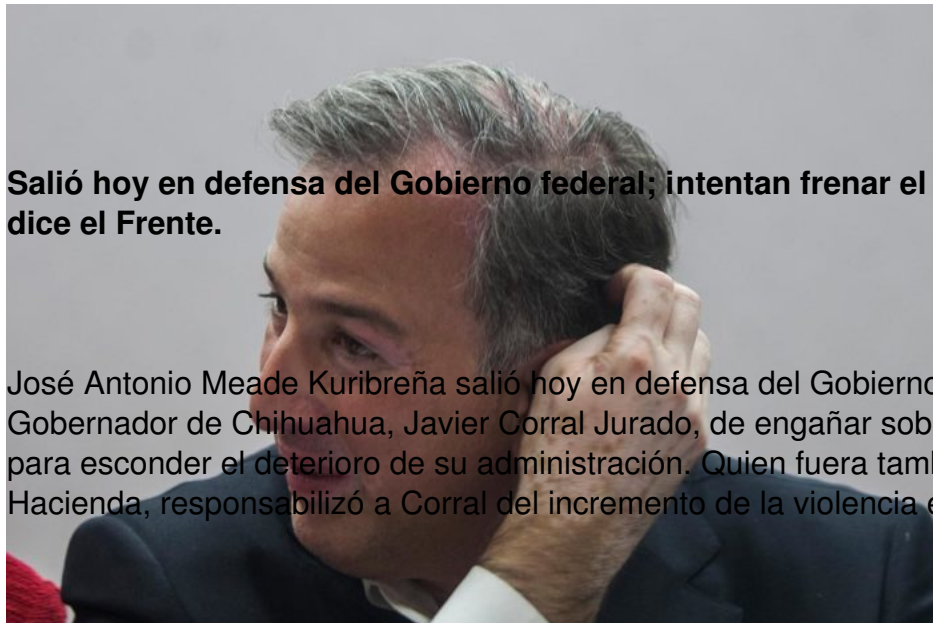 Salió hoy en defensa del Gobierno federal; intentan frenar el
dice el Frente.
José Antonio Meade Kuribreña salió hoy en defensa del Gobierno
Gobernador de Chihuahua, Javier Corral Jurado, de engañar sob
para esconder el deterioro de su administración. Quien fuera tam
Hacienda, responsabilizó a Corral del incremento de la violencia e